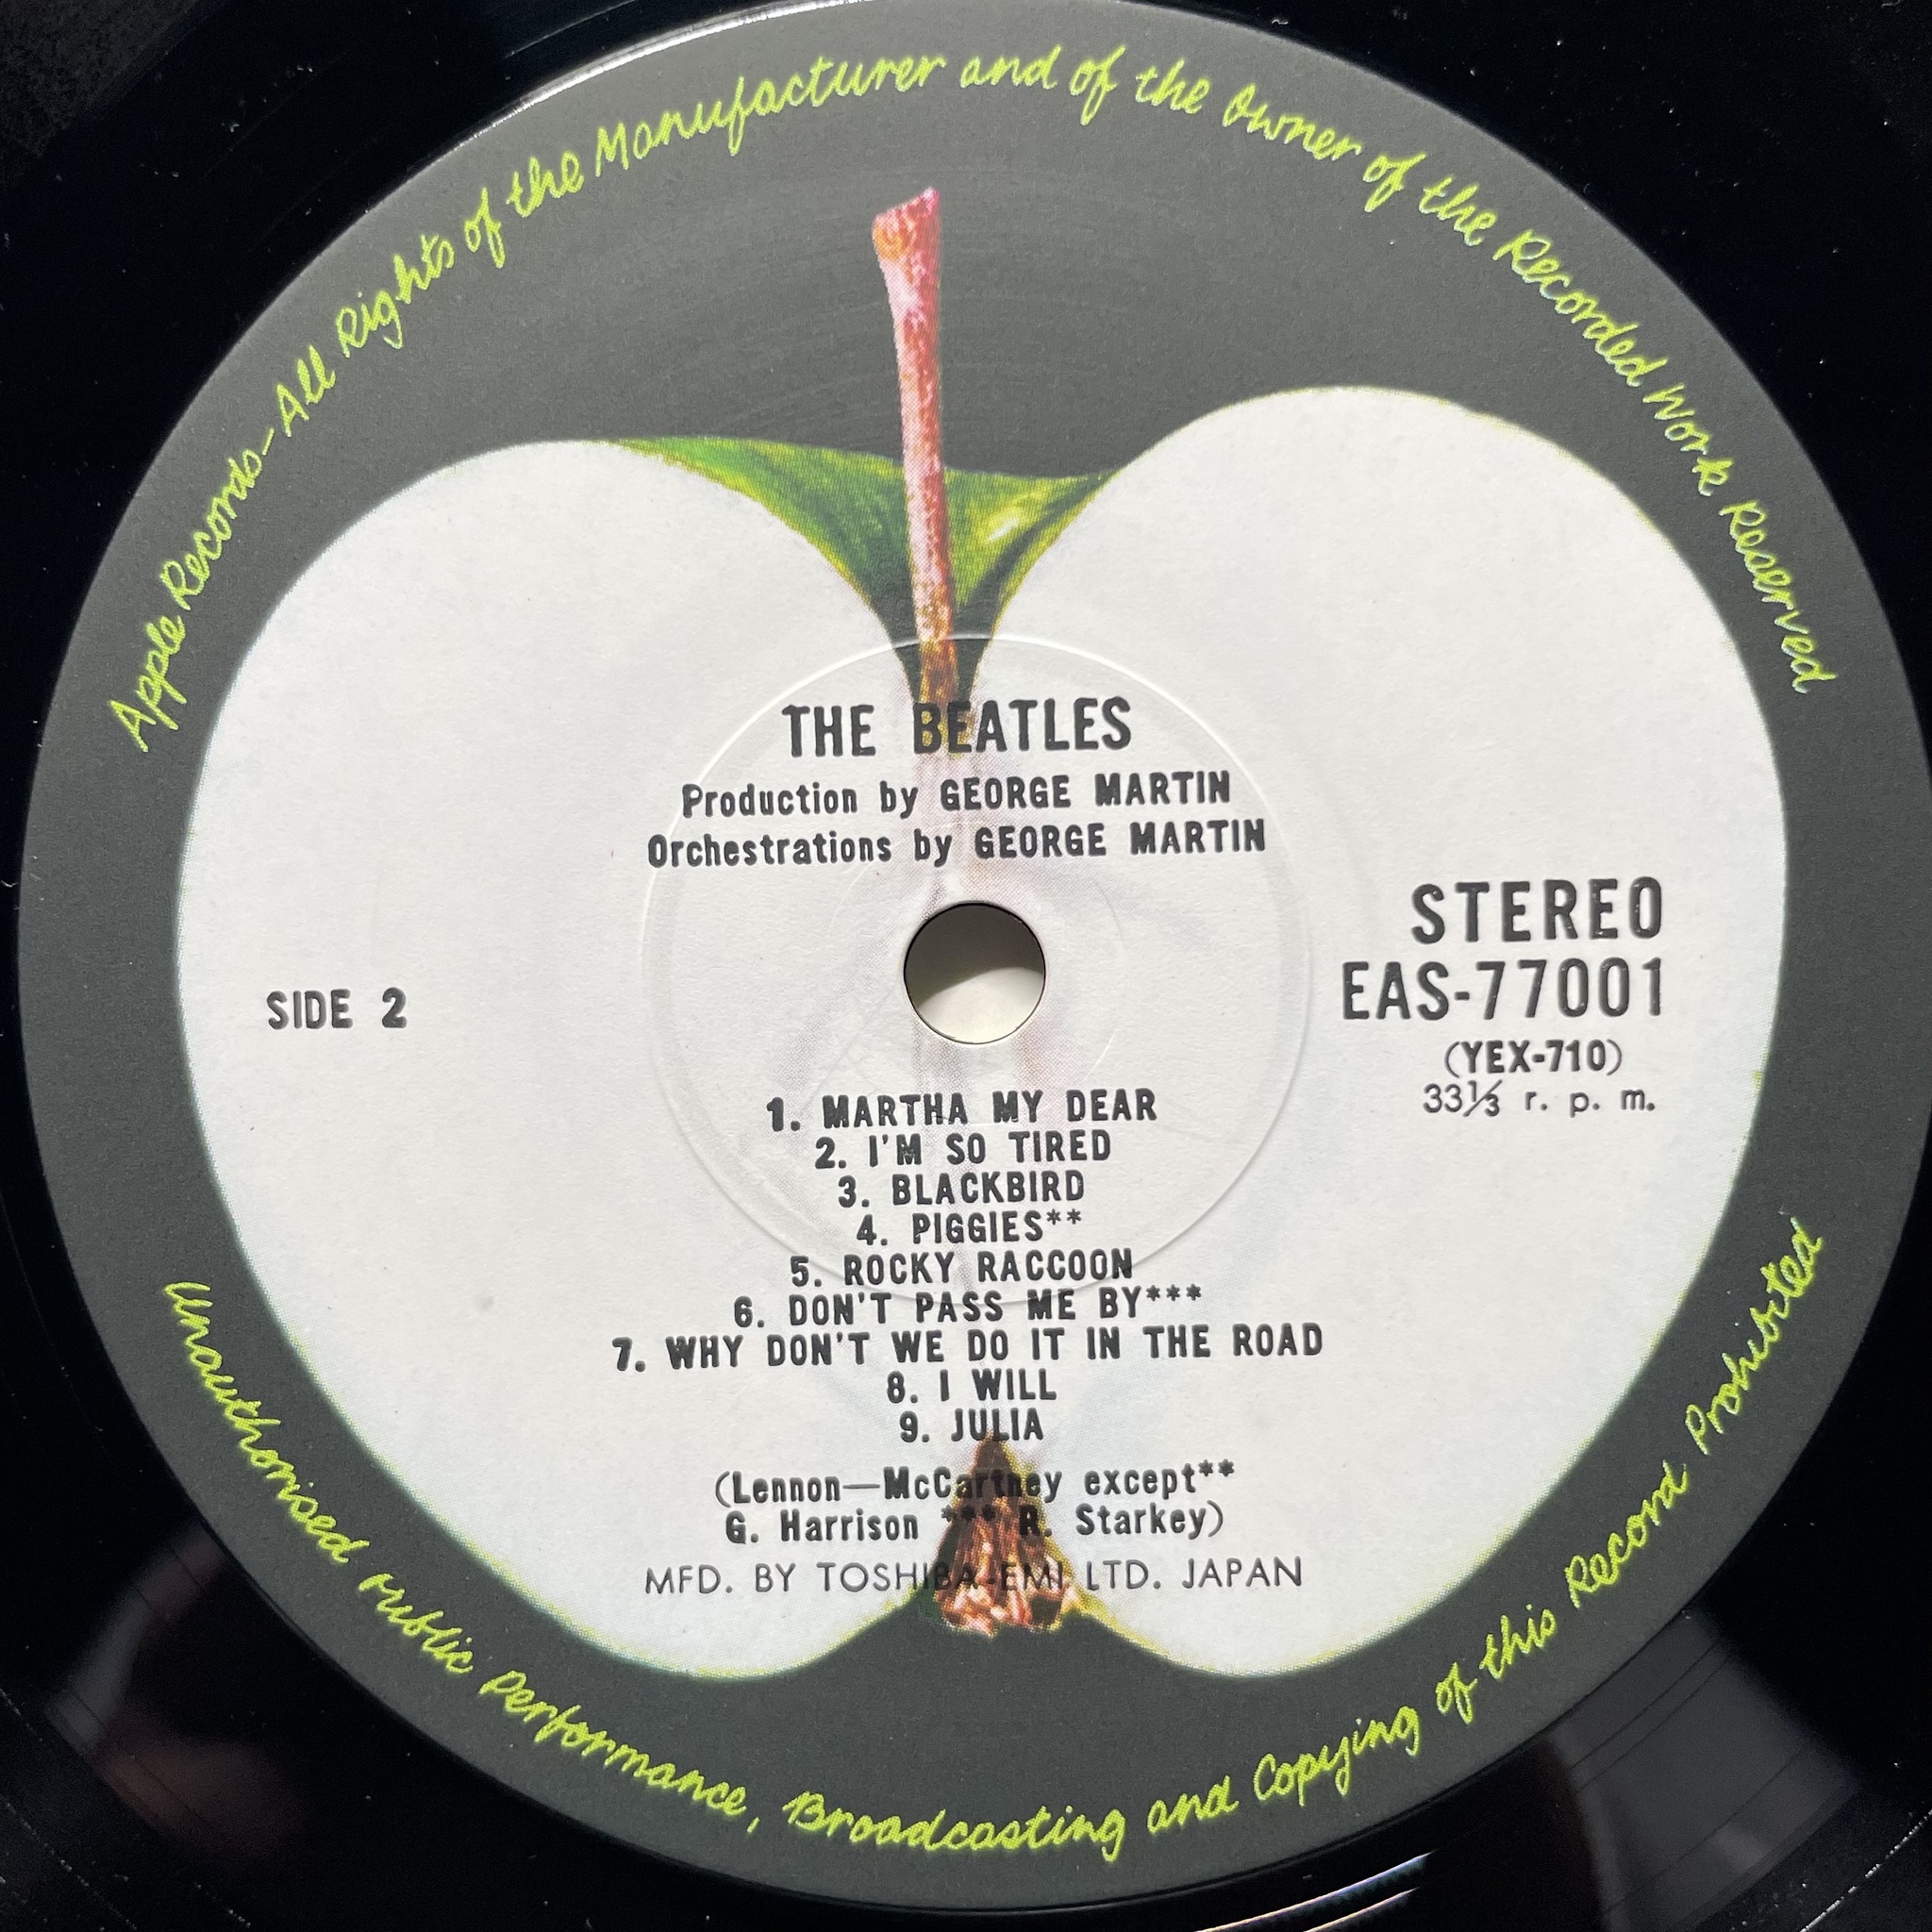 Apple Records—All Rights of the Manufacturer and of the Owner of the Recorded Work Reserved
THE BEATLES
Production by GEORGE MARTIN
Orchestrations by GEORGE MARTIN
STEREO
EAS-77001
(YEX-710)
33⅓ r. p. m.
SIDE 2
1. MARTHA MY DEAR
2. I'M SO TIRED
3. BLACKBIRD
4. PIGGIES**
5. ROCKY RACCOON
6. DON'T PASS ME BY***
7. WHY DON'T WE DO IT IN THE ROAD
8. I WILL
9. JULIA
(Lennon—McCartney except**
G. Harrison *** R. Starkey)
MFD. BY TOSHIBA-EMI LTD. JAPAN
Unauthorised Public Performance, Broadcasting and Copying of this Record Prohibited